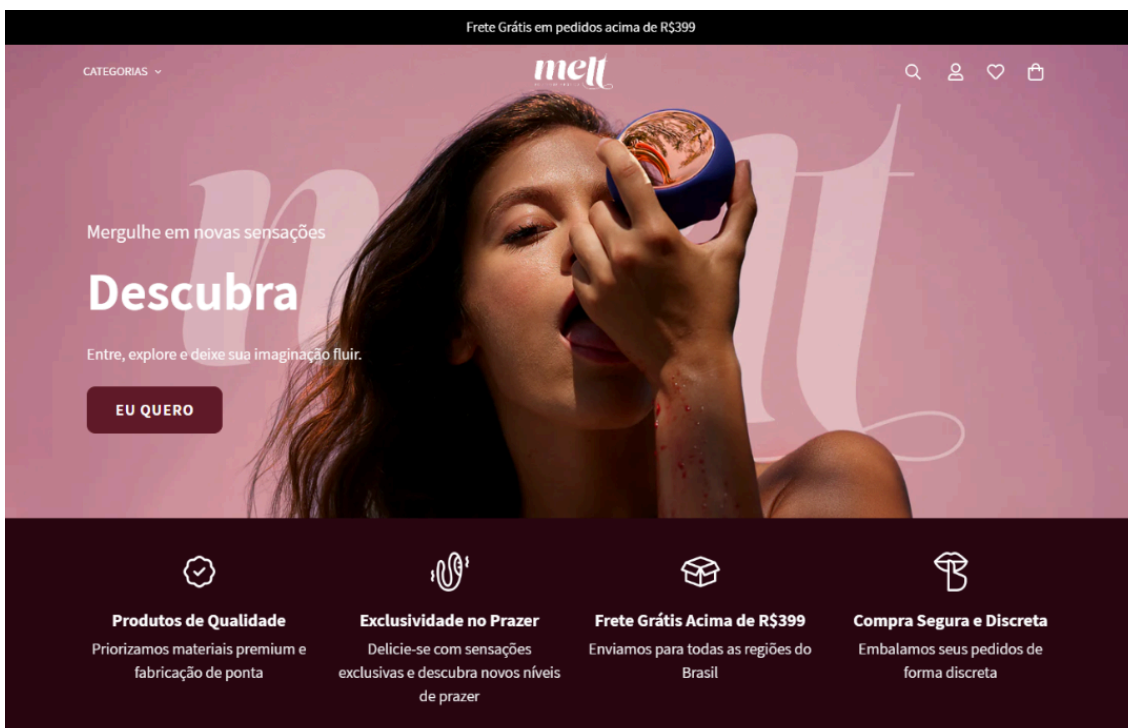 Frete Grátis em pedidos acima de R$399
CATEGORIAS
melt
melt
Mergulhe em novas sensações
Descubra
Entre, explore e deixe sua imaginação fluir.
EU QUERO
Produtos de Qualidade
Priorizamos materiais premium e
fabricação de ponta
Exclusividade no Prazer
Delicie-se com sensações
exclusivas e descubra novos níveis
de prazer
Frete Grátis Acima de R$399
Enviamos para todas as regiões do
Brasil
Compra Segura e Discreta
Embalamos seus pedidos de
forma discreta